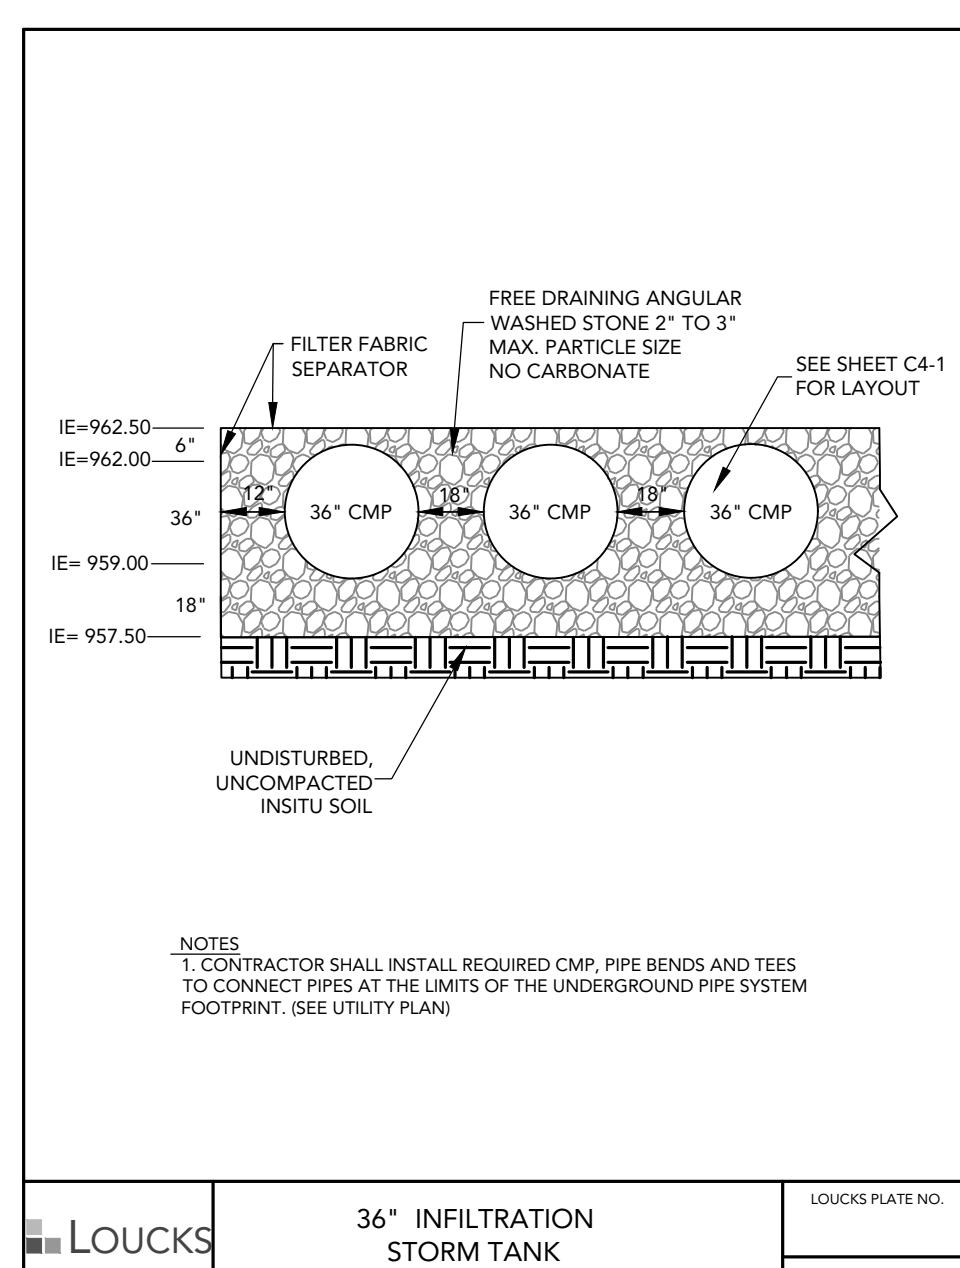 FREE DRAINING ANGULAR
WASHED STONE 2" TO 3"
MAX. PARTICLE SIZE
NO CARBONATE
FILTER FABRIC
SEPARATOR
SEE SHEET C4-1
FOR LAYOUT
IE=962.50
6"
IE=962.00
12"
18"
18"
36"
36" CMP
36" CMP
36" CMP
IE= 959.00
18"
IE= 957.50
UNDISTURBED,
UNCOMPACTED
INSITU SOIL
NOTES
1. CONTRACTOR SHALL INSTALL REQUIRED CMP, PIPE BENDS AND TEES
TO CONNECT PIPES AT THE LIMITS OF THE UNDERGROUND PIPE SYSTEM
FOOTPRINT. (SEE UTILITY PLAN)
LOUCKS
36" INFILTRATION
STORM TANK
LOUCKS PLATE NO.